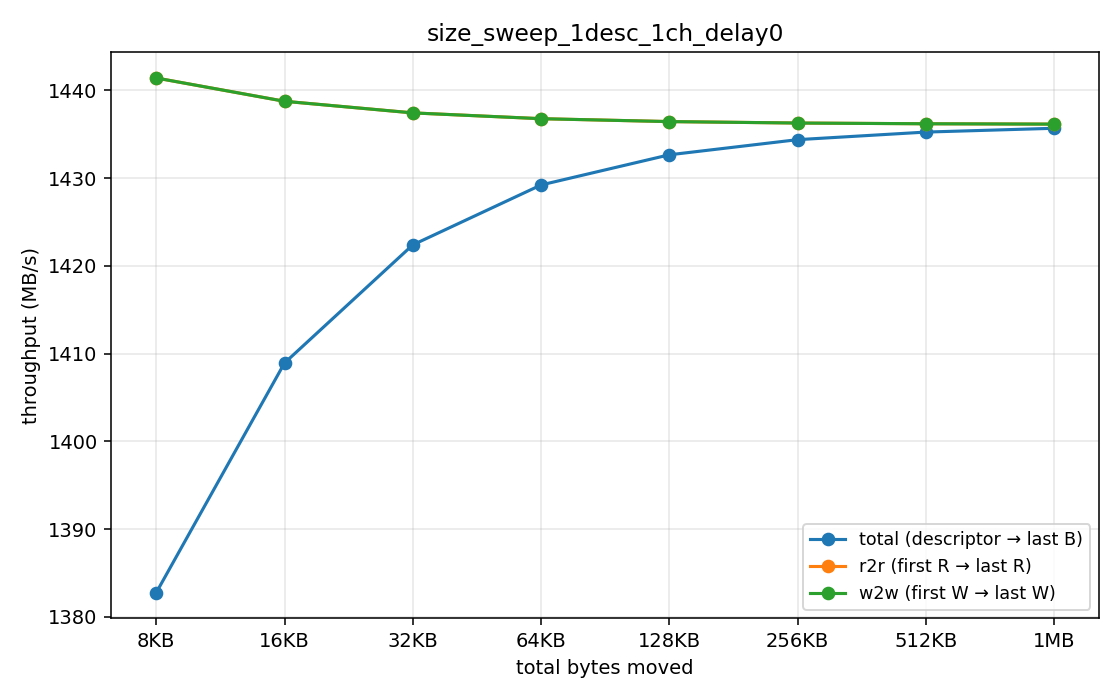 size_sweep_1desc_1ch_delay0
throughput (MB/s)
1440
1430
1420
1410
1400
1390
1380
8KB
16KB
32KB
64KB
128KB
256KB
512KB
1MB
total bytes moved
total (descriptor → last B)
r2r (first R → last R)
w2w (first W → last W)